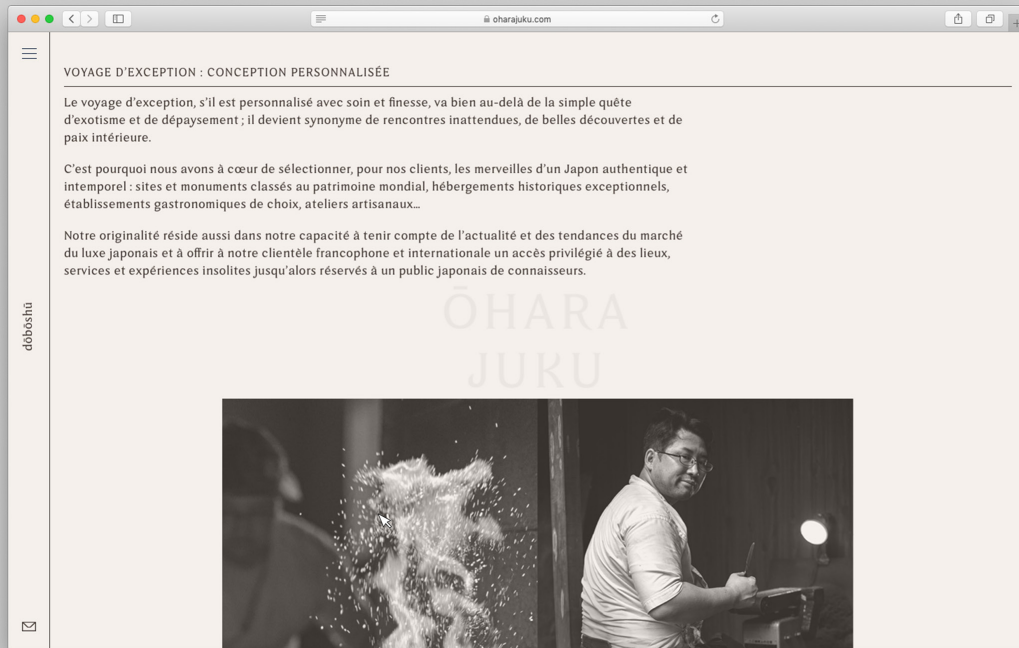 oharajuku.com
VOYAGE D’EXCEPTION : CONCEPTION PERSONNALISÉE
Le voyage d’exception, s’il est personnalisé avec soin et finesse, va bien au-delà de la simple quête
d’exotisme et de dépaysement ; il devient synonyme de rencontres inattendues, de belles découvertes et de
paix intérieure.
C’est pourquoi nous avons à cœur de sélectionner, pour nos clients, les merveilles d’un Japon authentique et
intemporel : sites et monuments classés au patrimoine mondial, hébergements historiques exceptionnels,
établissements gastronomiques de choix, ateliers artisanaux…
Notre originalité réside aussi dans notre capacité à tenir compte de l’actualité et des tendances du marché
du luxe japonais et à offrir à notre clientèle francophone et internationale un accès privilégié à des lieux,
services et expériences insolites jusqu’alors réservés à un public japonais de connaisseurs.
dōbōshū
ŌHARA
JUKU